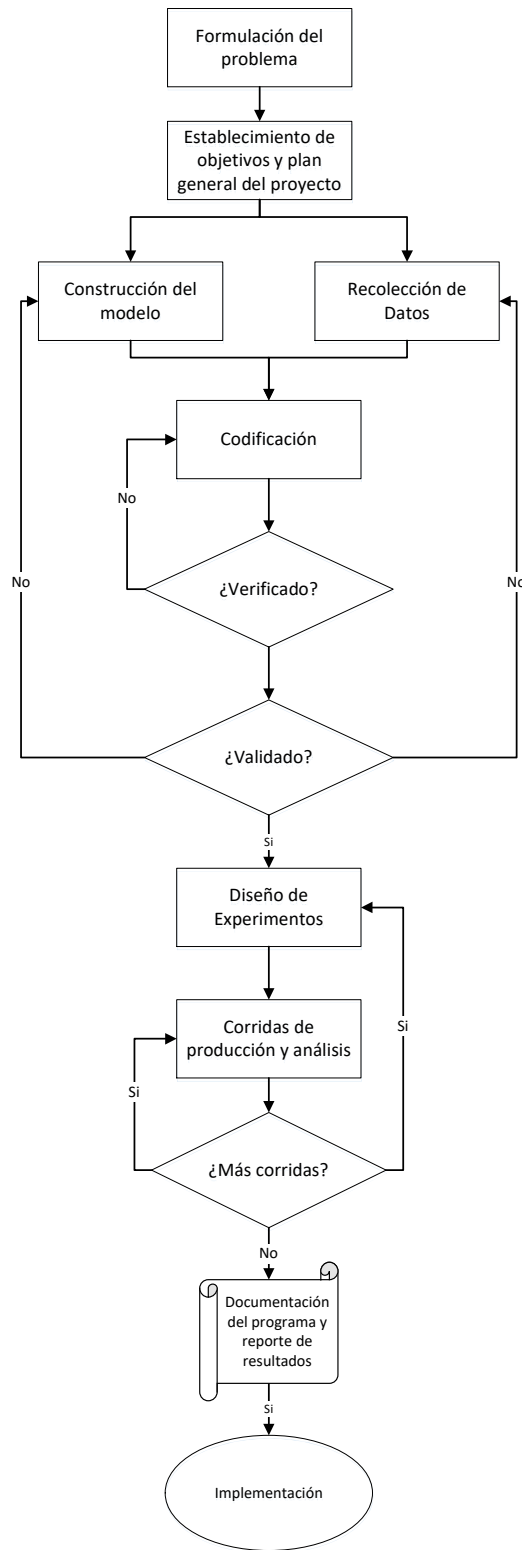 Formulación del
problema
Establecimiento de
objetivos y plan
general del proyecto
Construcción del
modelo
Recolección de
Datos
Codificación
No
¿Verificado?
No
No
¿Validado?
Si
Diseño de
Experimentos
Corridas de
producción y análisis
Si
Si
¿Más corridas?
No
Documentación
del programa y
reporte de
resultados
Si
Implementación